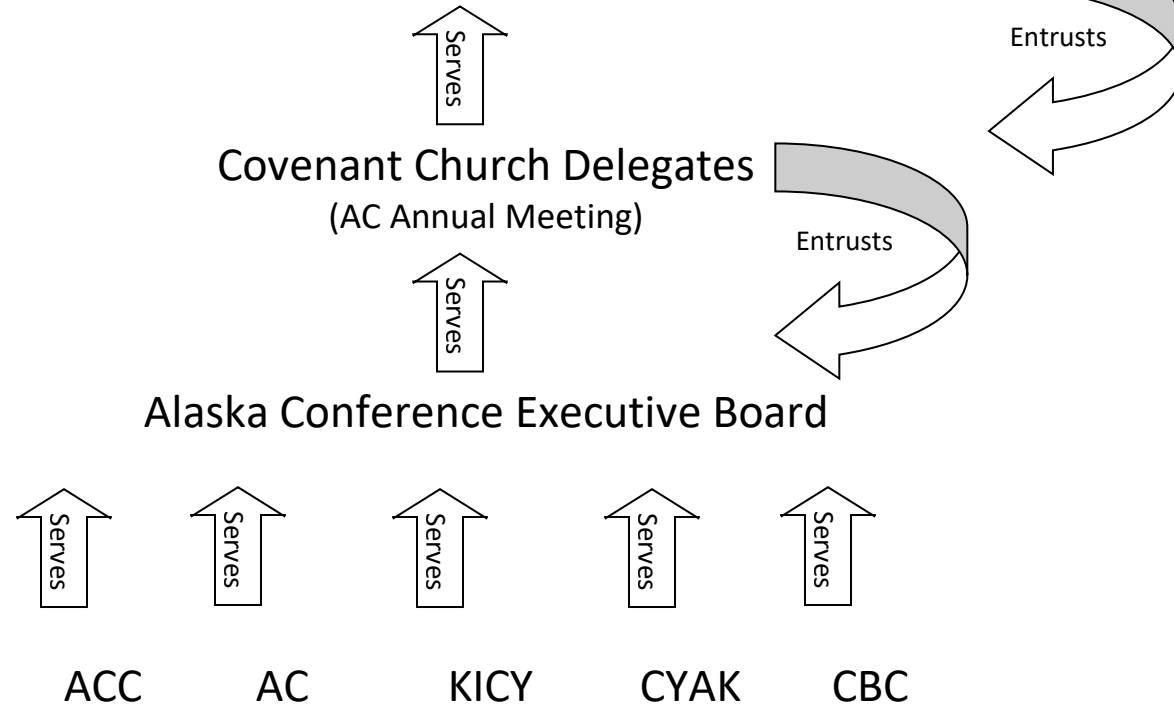 Serves
Entrusts
Covenant Church Delegates
(AC Annual Meeting)
Entrusts
Serves
Alaska Conference Executive Board
Serves Serves Serves Serves Serves
ACC AC KICY CYAK CBC